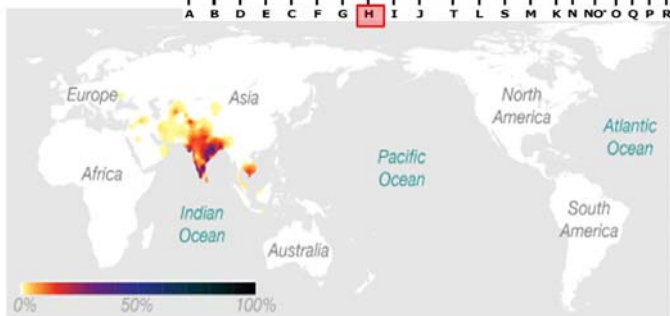 A B D E C F G H I J T L S M K N NO* O Q P R
Europe
Asia
North
America
Atlantic
Ocean
Africa
Pacific
Ocean
Indian
Ocean
South
America
Australia
0% 50% 100%